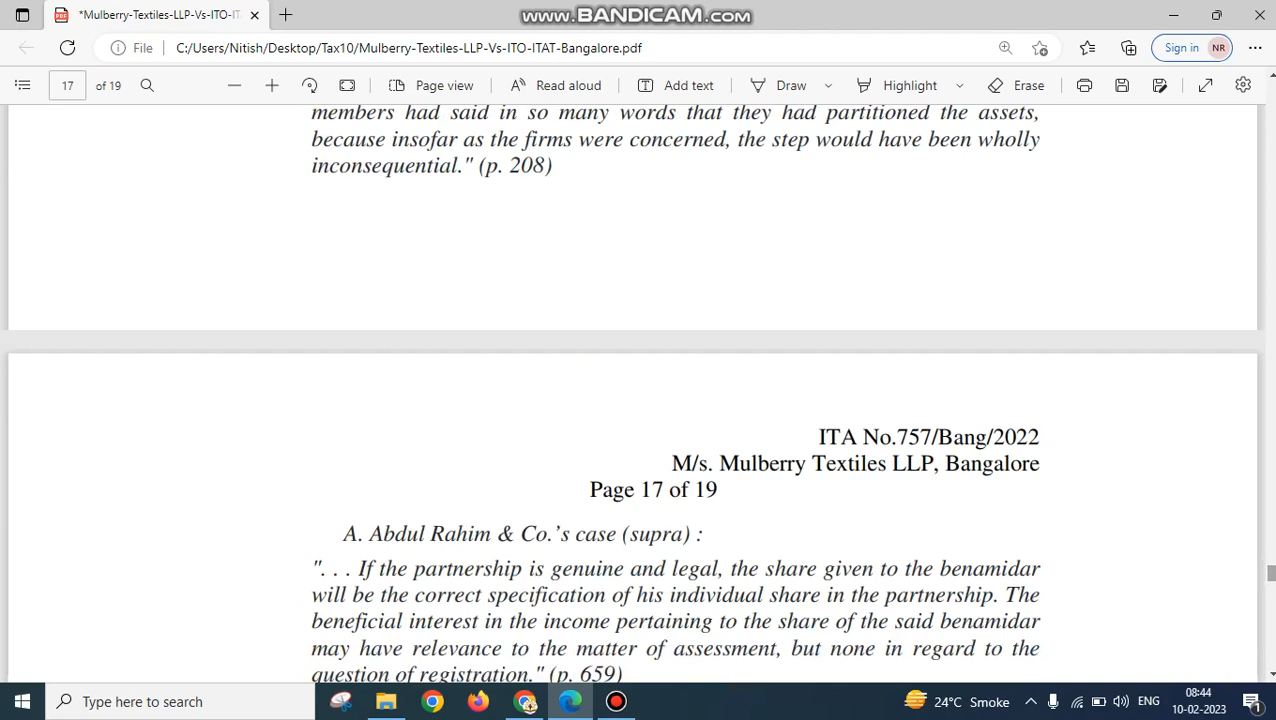 www.BANDICAM.com
*Mulberry-Textiles-LLP-Vs-ITO-IT
File C:/Users/Nitish/Desktop/Tax10/Mulberry-Textiles-LLP-Vs-ITO-ITAT-Bangalore.pdf
Sign in NR
17 of 19 Page view Read aloud Add text Draw Highlight Erase
members had said in so many words that they had partitioned the assets,
because insofar as the firms were concerned, the step would have been wholly
inconsequential." (p. 208)
ITA No.757/Bang/2022
M/s. Mulberry Textiles LLP, Bangalore
Page 17 of 19
A. Abdul Rahim & Co.'s case (supra) :
". . . If the partnership is genuine and legal, the share given to the benamidar
will be the correct specification of his individual share in the partnership. The
beneficial interest in the income pertaining to the share of the said benamidar
may have relevance to the matter of assessment, but none in regard to the
question of registration." (p. 659)
Type here to search
24°C Smoke ENG 08:44
10-02-2023 1